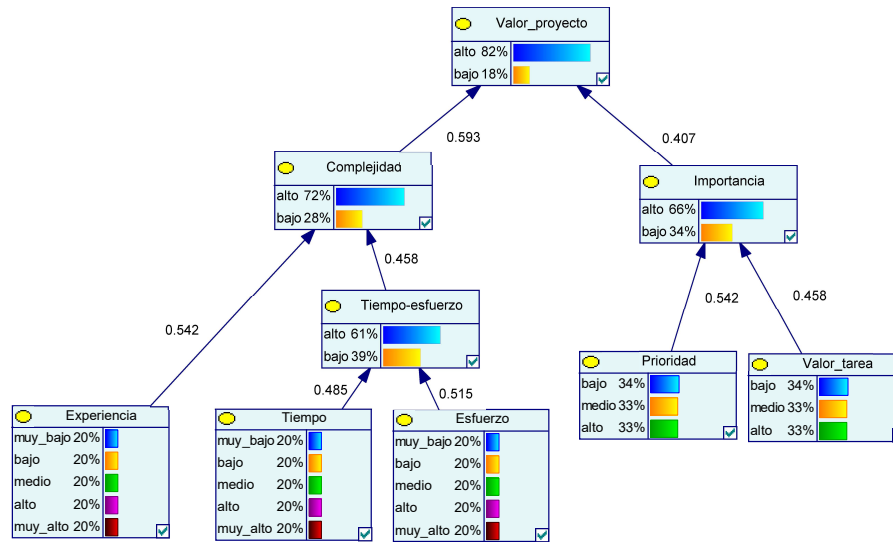 Valor_proyecto
alto 82%
bajo 18%
0.593
0.407
Complejidad
alto 72%
bajo 28%
Importancia
alto 66%
bajo 34%
0.458
0.542
0.542
0.458
Tiempo-esfuerzo
alto 61%
bajo 39%
0.485
0.515
Prioridad
bajo 34%
medio 33%
alto 33%
Valor_tarea
bajo 34%
medio 33%
alto 33%
Experiencia
muy_bajo 20%
bajo 20%
medio 20%
alto 20%
muy_alto 20%
Tiempo
muy_bajo 20%
bajo 20%
medio 20%
alto 20%
muy_alto 20%
Esfuerzo
muy_bajo 20%
bajo 20%
medio 20%
alto 20%
muy_alto 20%